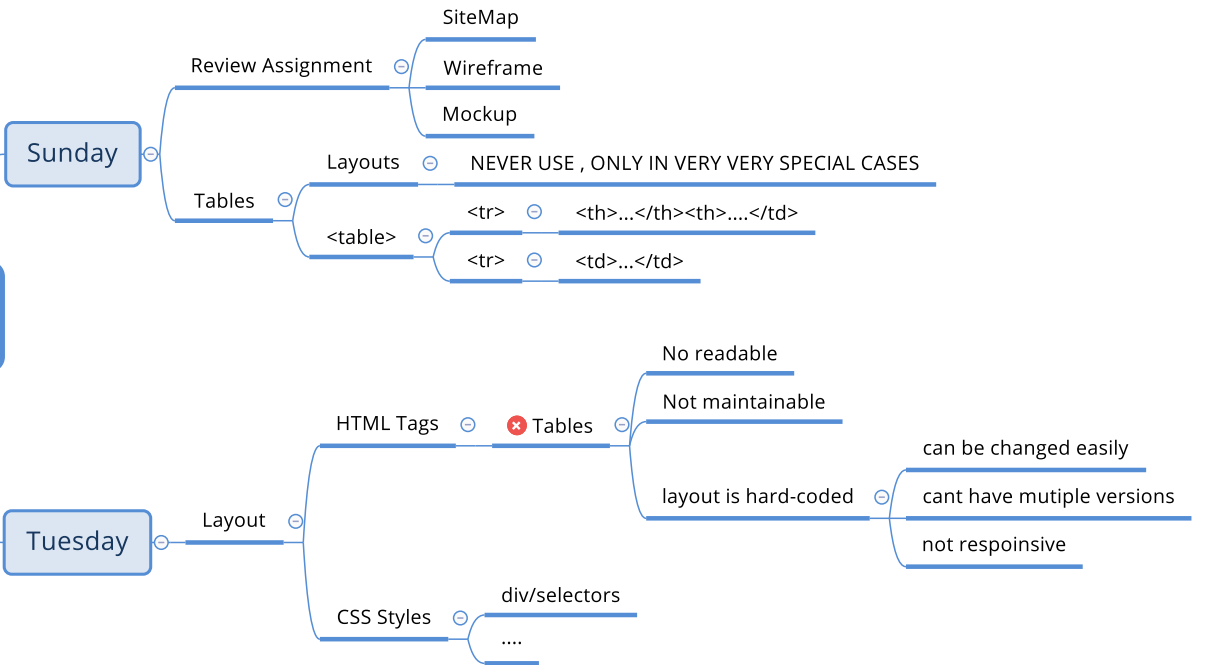 Sunday
Review Assignment
SiteMap
Wireframe
Mockup
Tables
Layouts
NEVER USE , ONLY IN VERY VERY SPECIAL CASES
<table>
<tr>
<th>...</th><th>....</td>
<tr>
<td>...</td>
Tuesday
Layout
HTML Tags
Tables
No readable
Not maintainable
layout is hard-coded
can be changed easily
cant have mutiple versions
not respoinsive
CSS Styles
div/selectors
....